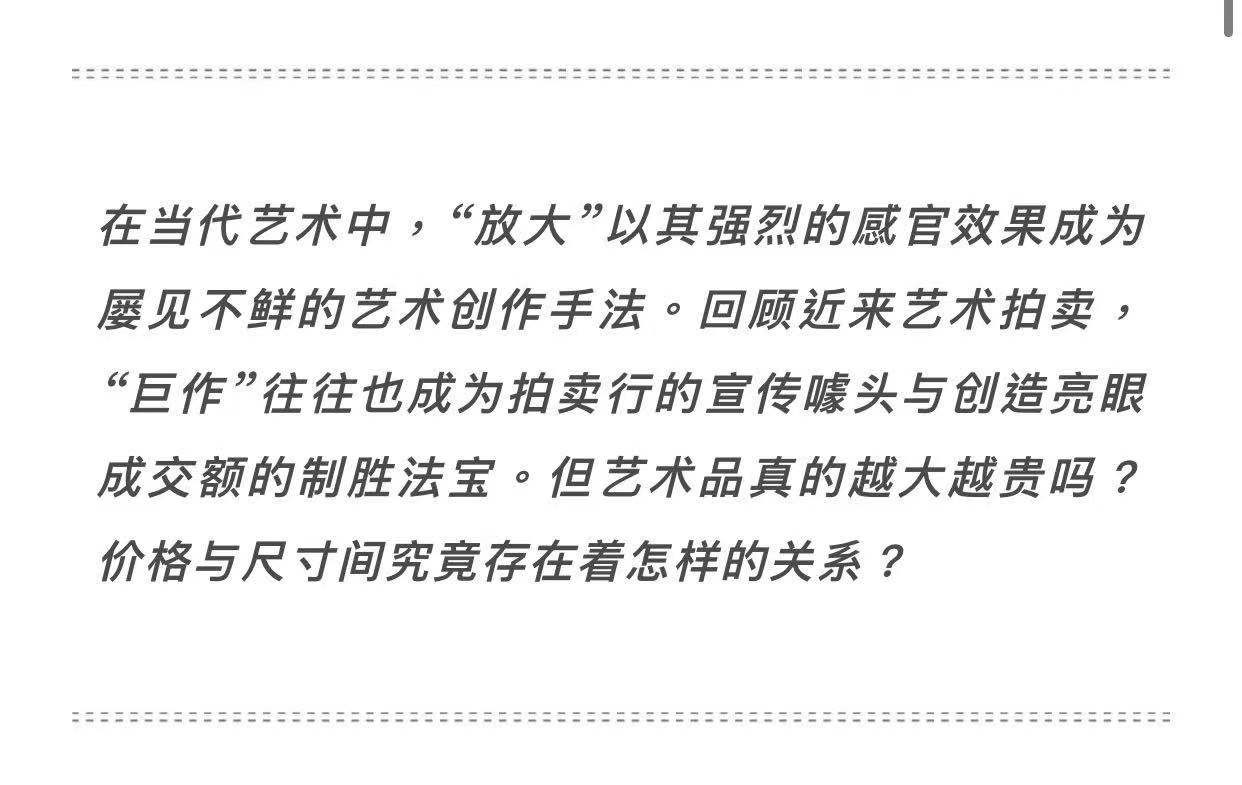 在当代艺术中，“放大”以其强烈的感官效果成为
屡见不鲜的艺术创作手法。回顾近来艺术拍卖，
“巨作”往往也成为拍卖行的宣传噱头与创造亮眼
成交额的制胜法宝。但艺术品真的越大越贵吗？
价格与尺寸间究竟存在着怎样的关系？